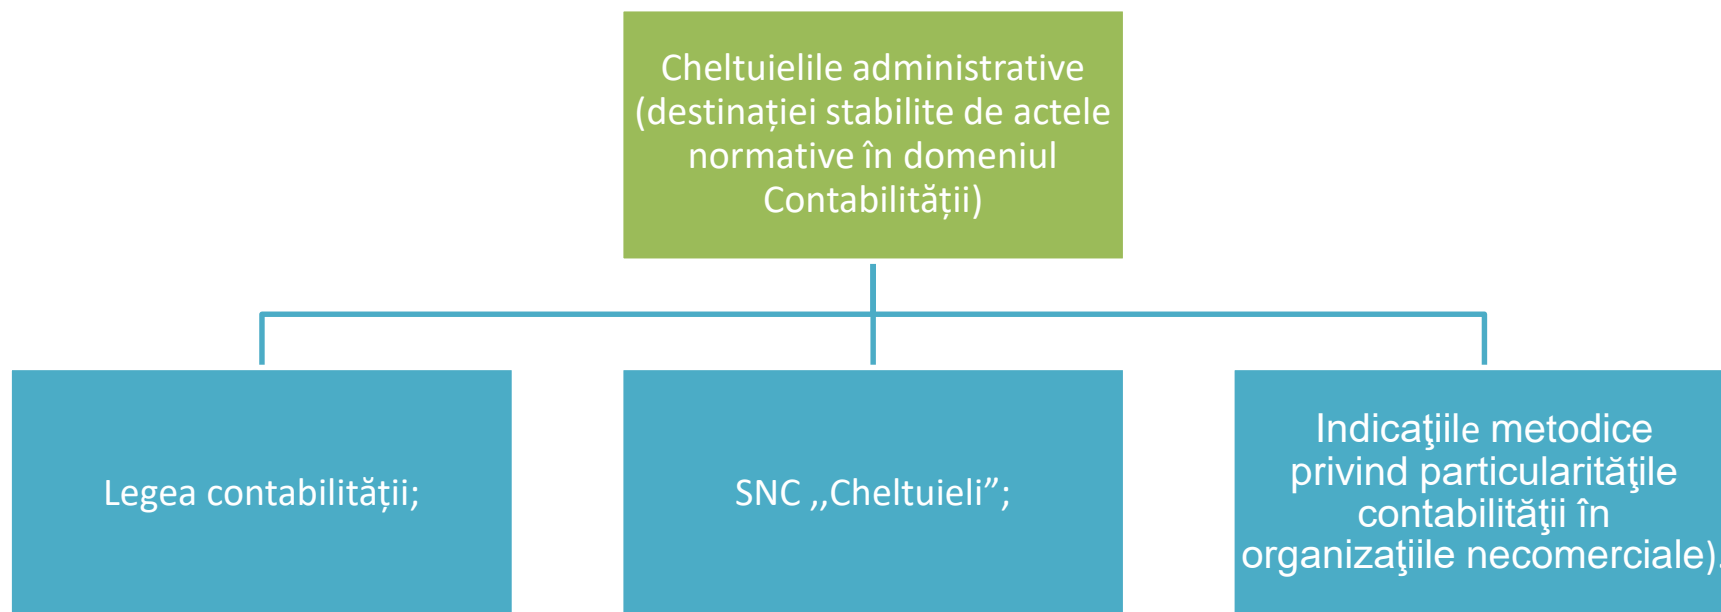 Cheltuielile administrative
(destinației stabilite de actele
normative în domeniul
Contabilității)
Legea contabilității;
SNC ,,Cheltuieli”;
Indicaţiile metodice
privind particularităţile
contabilităţii în
organizaţiile necomerciale).